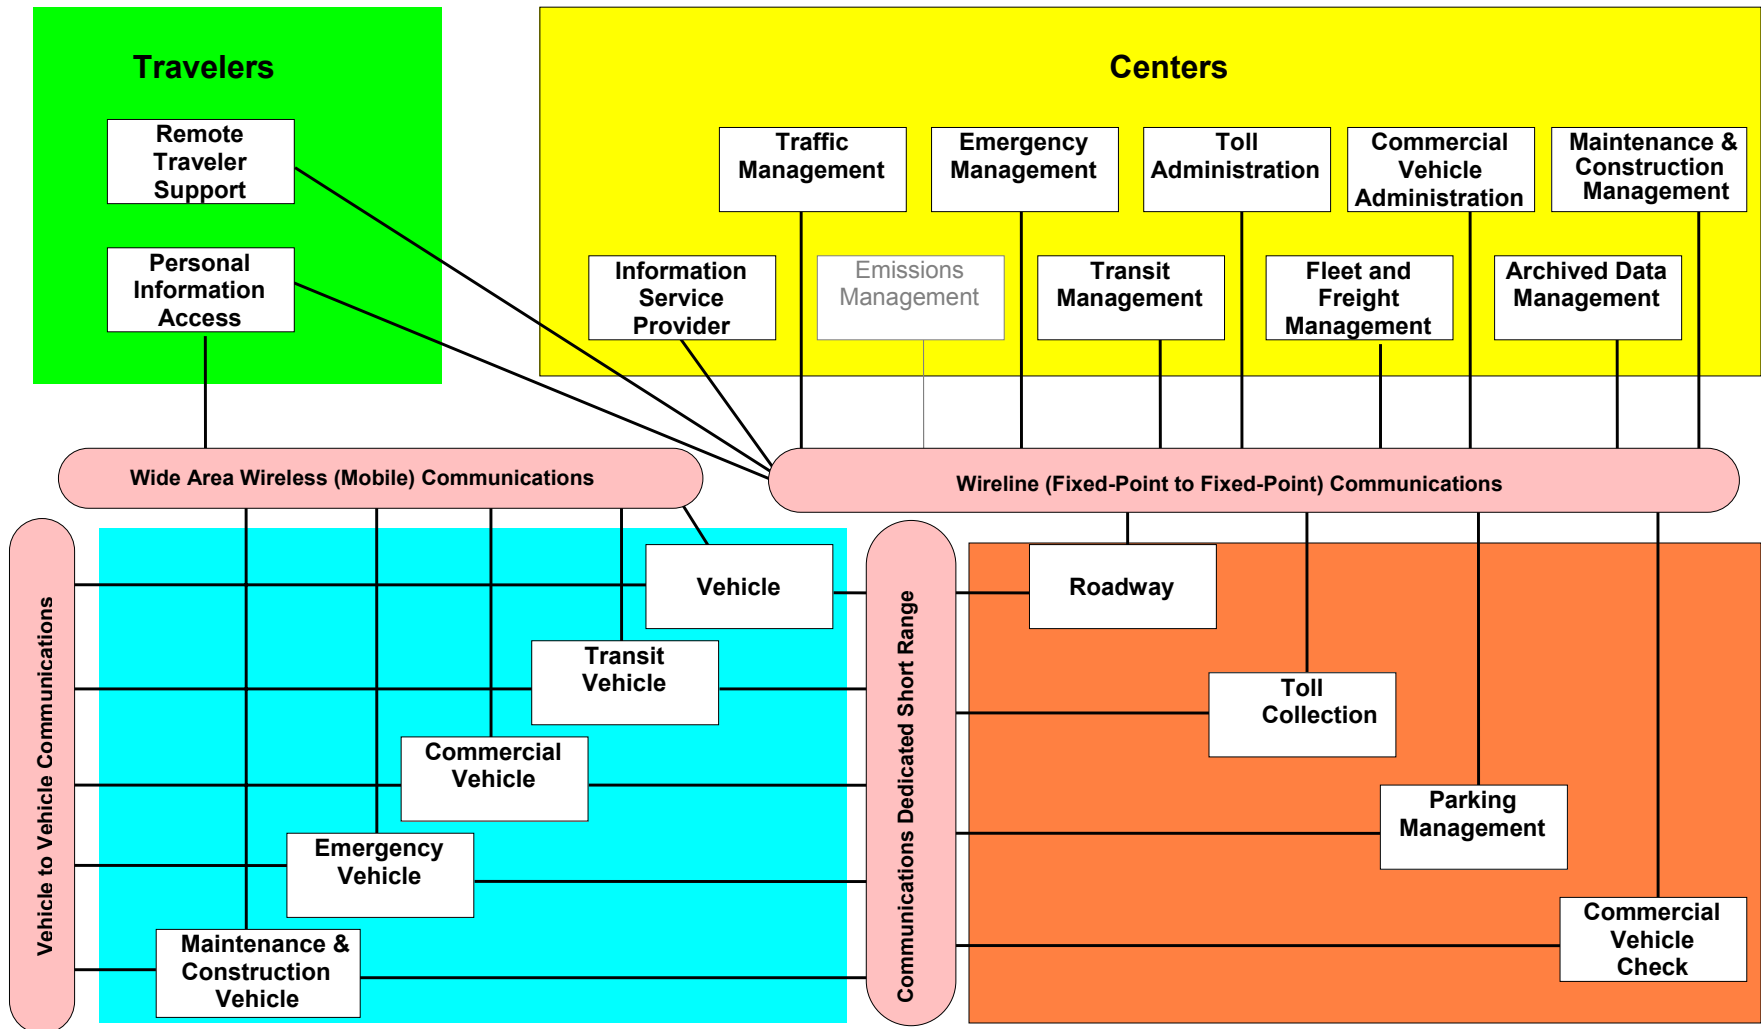 Travelers
Remote
Traveler
Support
Personal
Information
Access
Centers
Traffic
Management
Emergency
Management
Toll
Administration
Commercial
Vehicle
Administration
Maintenance &
Construction
Management
Information
Service
Provider
Emissions
Management
Transit
Management
Fleet and
Freight
Management
Archived Data
Management
Wide Area Wireless (Mobile) Communications
Wireline (Fixed-Point to Fixed-Point) Communications
Vehicle to Vehicle Communications
Vehicle
Transit
Vehicle
Commercial
Vehicle
Emergency
Vehicle
Maintenance &
Construction
Vehicle
Communications Dedicated Short Range
Roadway
Toll
Collection
Parking
Management
Commercial
Vehicle
Check